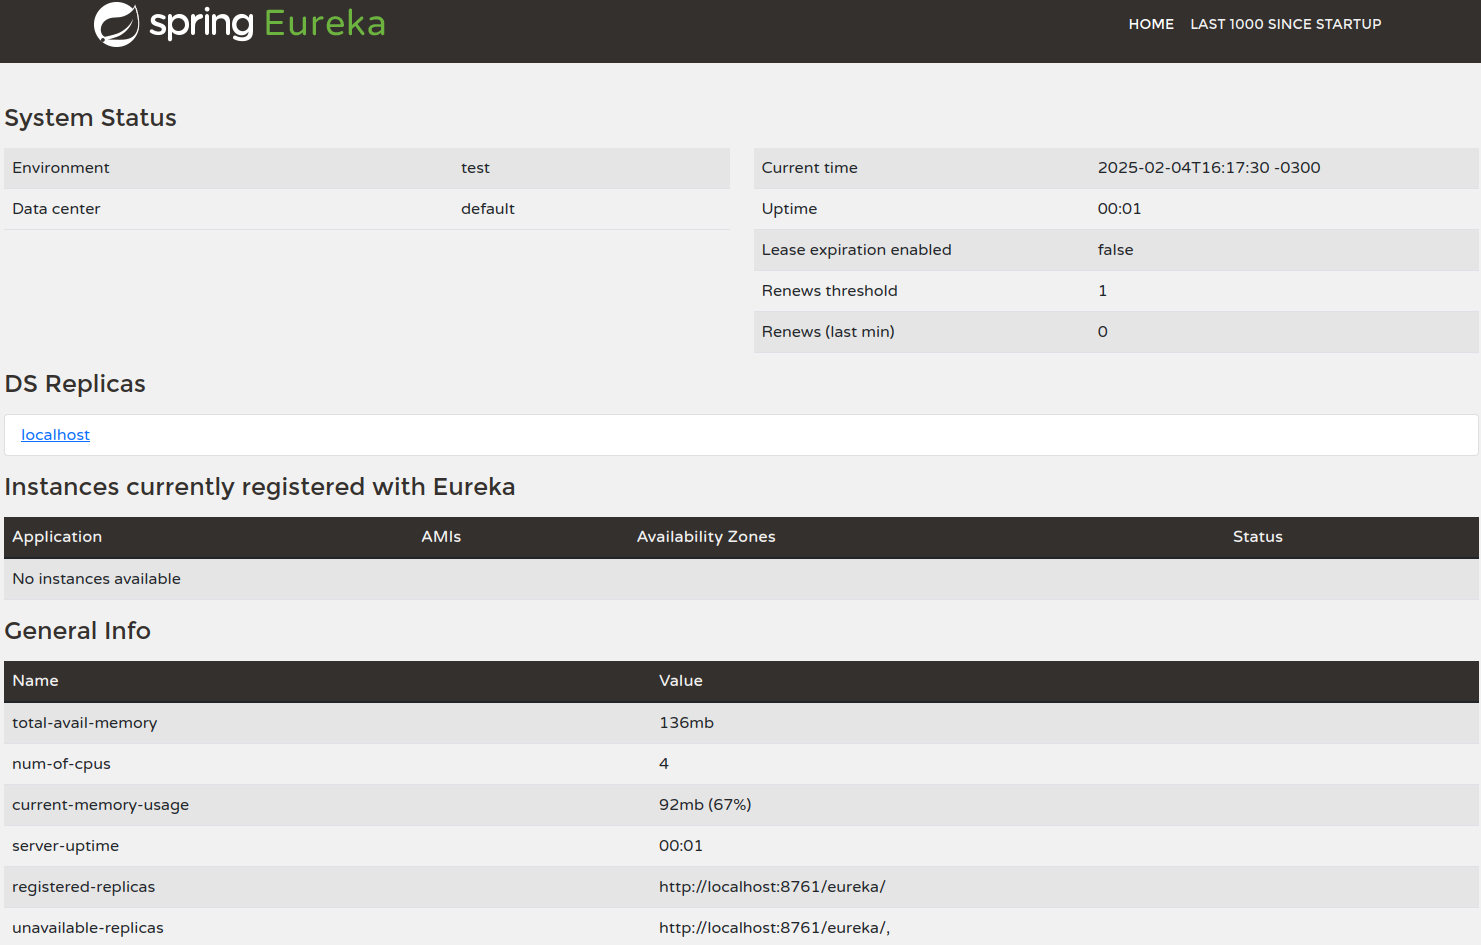 spring Eureka
HOME LAST 1000 SINCE STARTUP
System Status
Environment test
Data center default
Current time 2025-02-04T16:17:30 -0300
Uptime 00:01
Lease expiration enabled false
Renews threshold 1
Renews (last min) 0
DS Replicas
localhost
Instances currently registered with Eureka
Application AMIs Availability Zones Status
No instances available
General Info
Name Value
total-avail-memory 136mb
num-of-cpus 4
current-memory-usage 92mb (67%)
server-uptime 00:01
registered-replicas http://localhost:8761/eureka/
unavailable-replicas http://localhost:8761/eureka/,